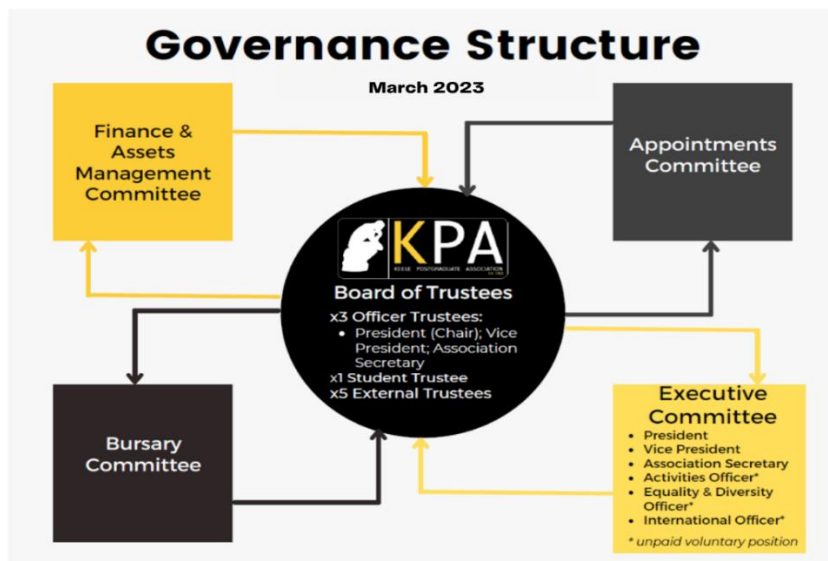 Governance Structure
March 2023
Finance &
Assets
Management
Committee
Appointments
Committee
KPA
KEELE POSTGRADUATE ASSOCIATION
Board of Trustees
x3 Officer Trustees:
• President (Chair); Vice
President; Association
Secretary
x1 Student Trustee
x5 External Trustees
Bursary
Committee
Executive
Committee
• President
• Vice President
• Association Secretary
• Activities Officer*
• Equality & Diversity
Officer*
• International Officer*
* unpaid voluntary position